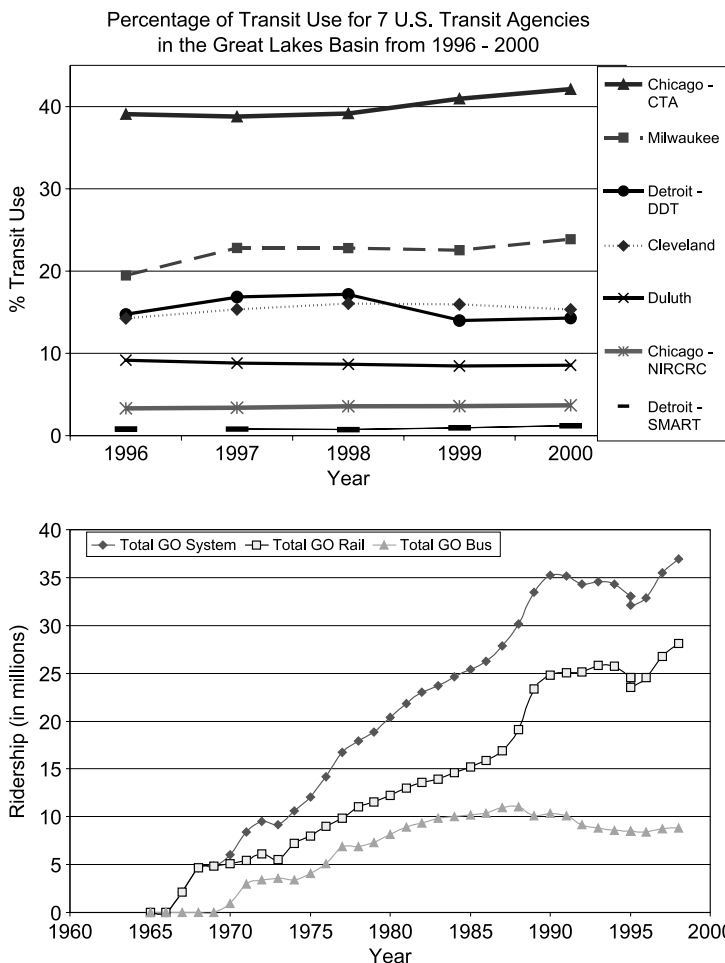 Percentage of Transit Use for 7 U.S. Transit Agencies
in the Great Lakes Basin from 1996 - 2000
% Transit Use
40
30
20
10
0
1996 1997 1998 1999 2000
Year
Chicago -
CTA
Milwaukee
Detroit -
DDT
Cleveland
Duluth
Chicago -
NIRCRC
Detroit -
SMART
Total GO System Total GO Rail Total GO Bus
Ridership (in millions)
40
35
30
25
20
15
10
5
0
1960 1965 1970 1975 1980 1985 1990 1995 2000
Year